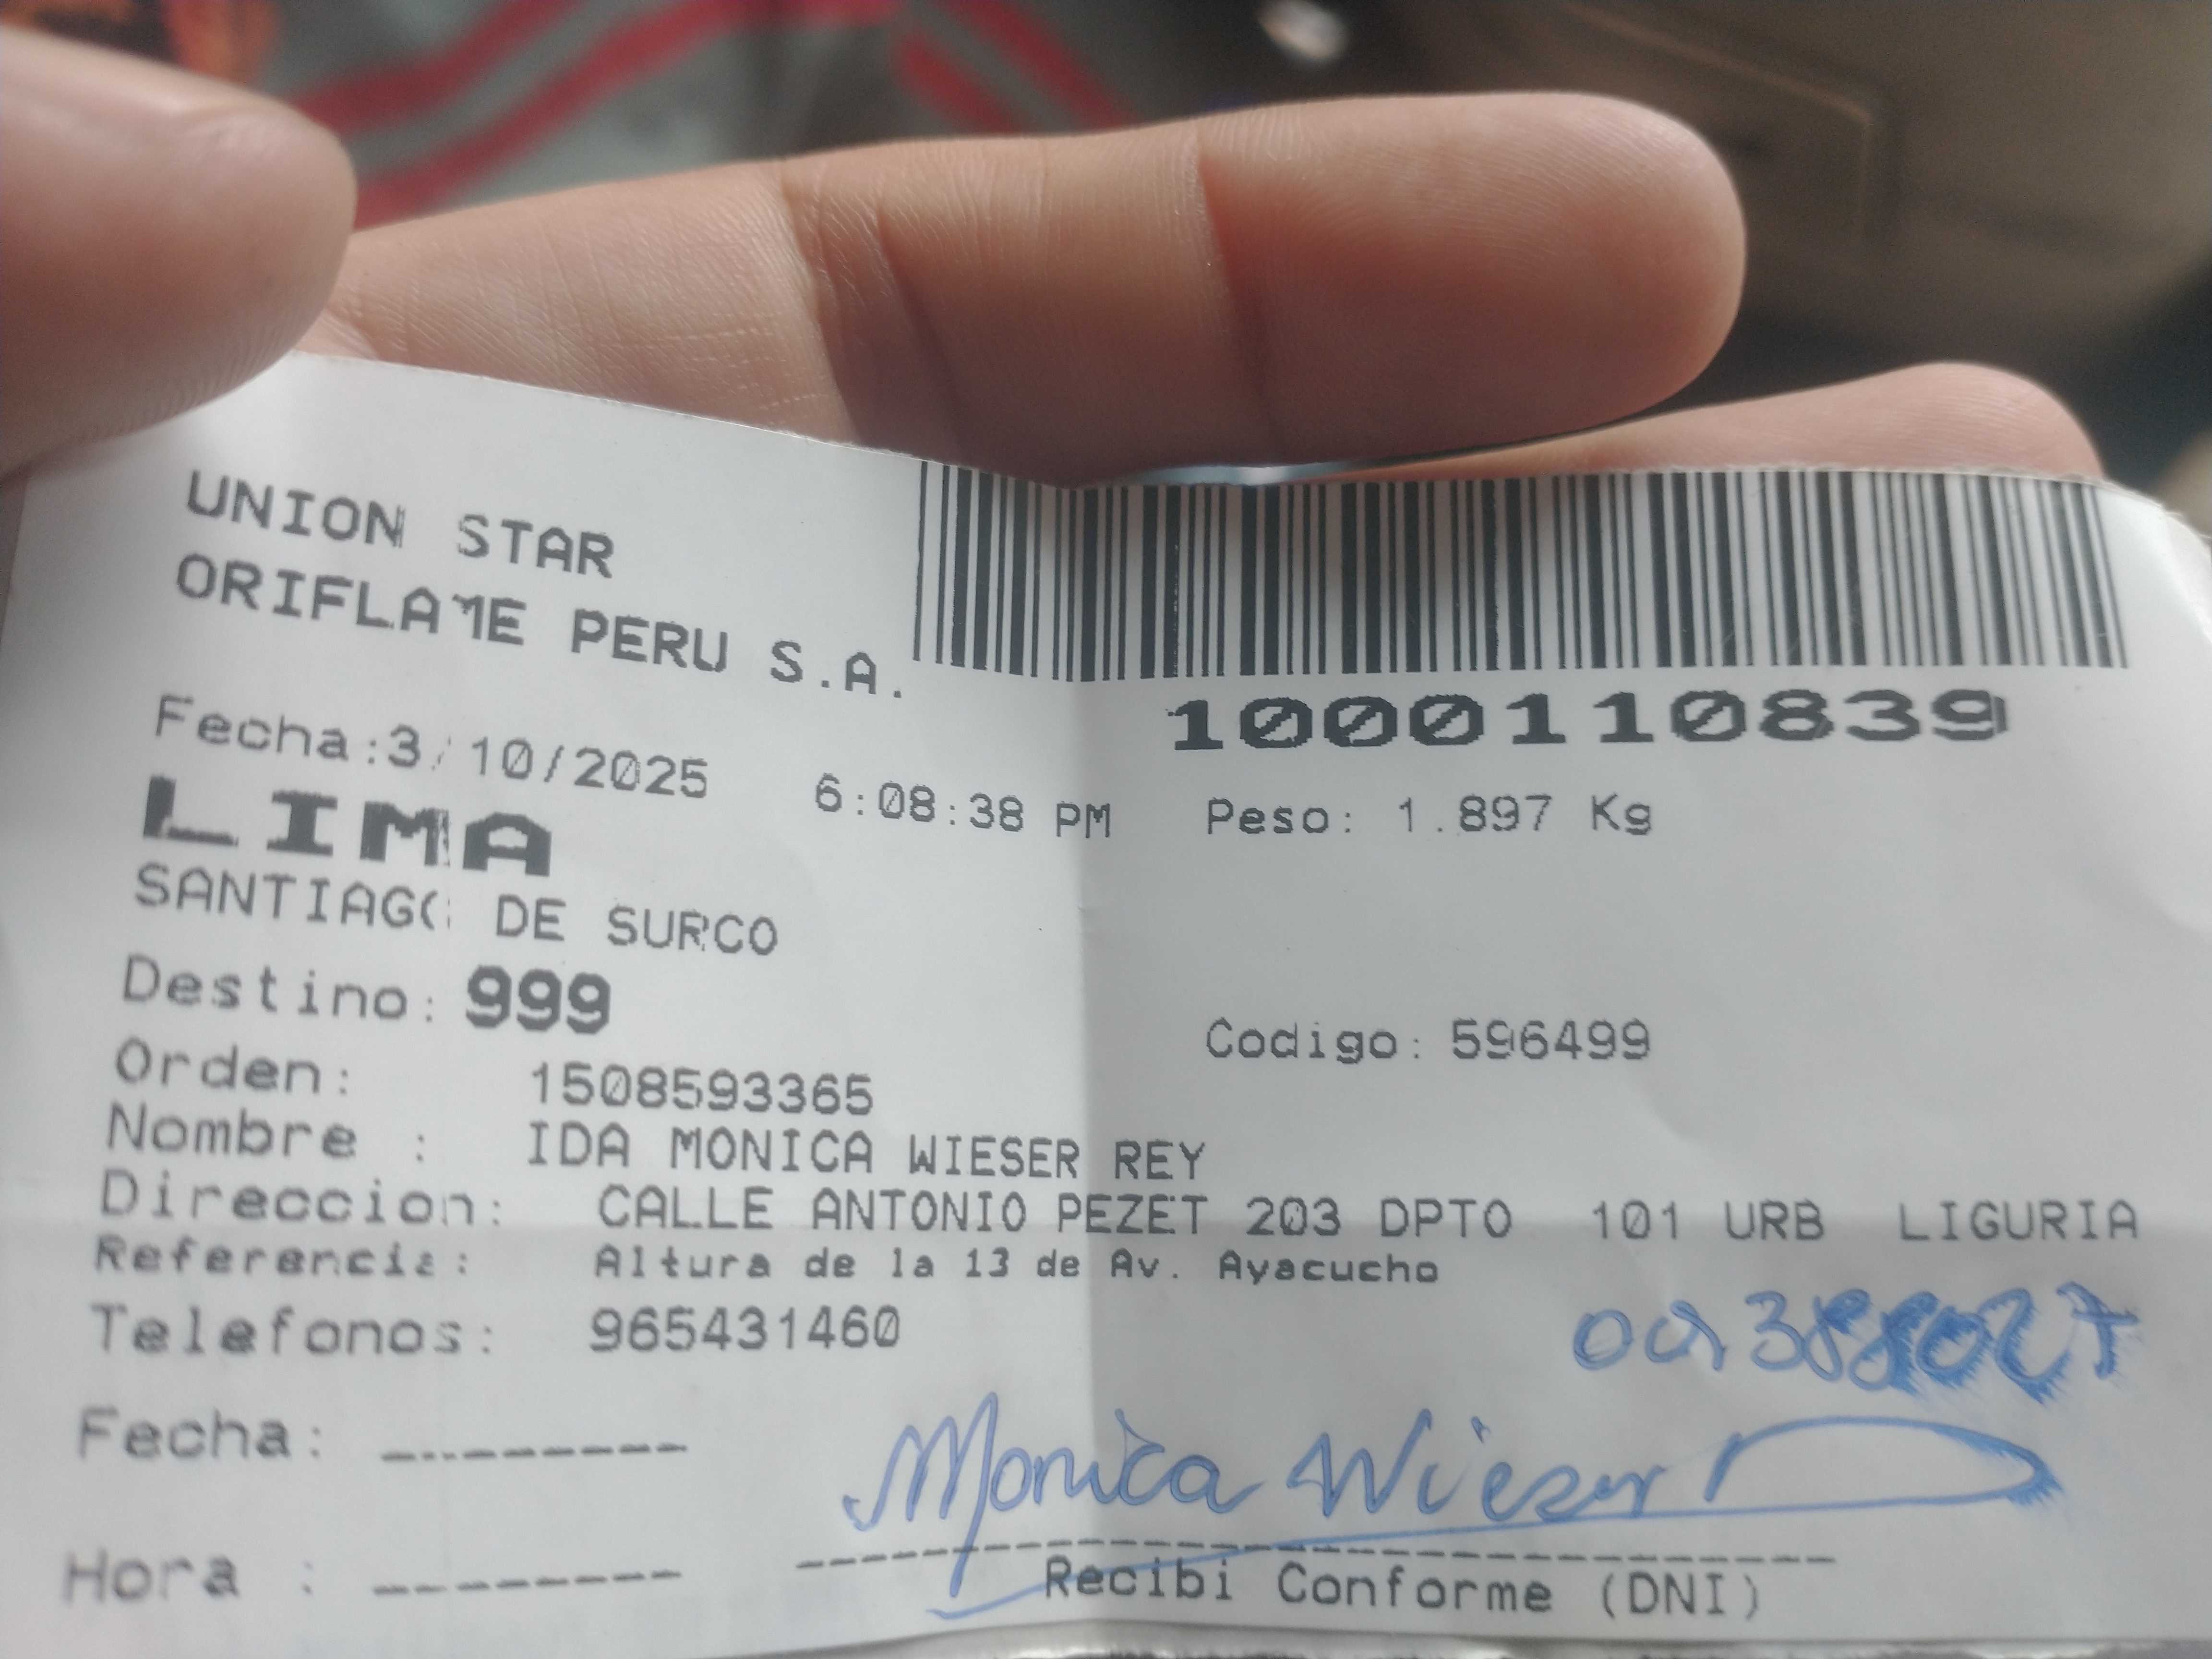 UNION STAR
ORIFLAME PERU S.A.
1000110839
Fecha:3/10/2025 6:08:38 PM Peso: 1.897 Kg
LIMA
SANTIAGO DE SURCO
Destino: 999
Codigo: 596499
Orden: 1508593365
Nombre : IDA MONICA WIESER REY
Direccion: CALLE ANTONIO PEZET 203 DPTO 101 URB LIGURIA
Referencia: Altura de la 13 de Av. Ayacucho
Telefonos: 965431460
Fecha: ---------
Monica Wieser
Hora : ---------
Recibi Conforme (DNI)